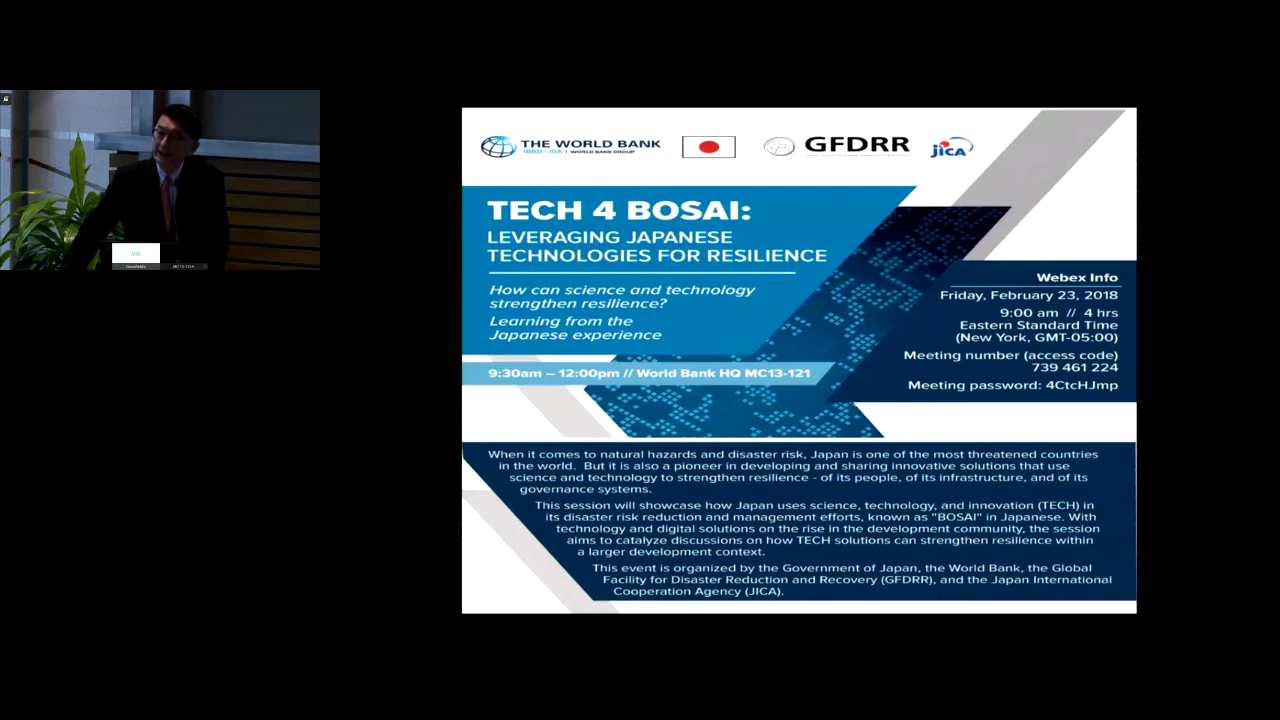 THE WORLD BANK
IBRD • IDA | WORLD BANK GROUP
GFDRR
jICA
TECH 4 BOSAI:
LEVERAGING JAPANESE
TECHNOLOGIES FOR RESILIENCE
How can science and technology
strengthen resilience?
Learning from the
Japanese experience
9:30am – 12:00pm // World Bank HQ MC13-121
Webex Info
Friday, February 23, 2018
9:00 am // 4 hrs
Eastern Standard Time
(New York, GMT-05:00)
Meeting number (access code)
739 461 224
Meeting password: 4CtcHJmp
When it comes to natural hazards and disaster risk, Japan is one of the most threatened countries
in the world. But it is also a pioneer in developing and sharing innovative solutions that use
science and technology to strengthen resilience - of its people, of its infrastructure, and of its
governance systems.
This session will showcase how Japan uses science, technology, and innovation (TECH) in
its disaster risk reduction and management efforts, known as "BOSAI" in Japanese. With
technology and digital solutions on the rise in the development community, the session
aims to catalyze discussions on how TECH solutions can strengthen resilience within
a larger development context.
This event is organized by the Government of Japan, the World Bank, the Global
Facility for Disaster Reduction and Recovery (GFDRR), and the Japan International
Cooperation Agency (JICA).
VM
MC 13-121A